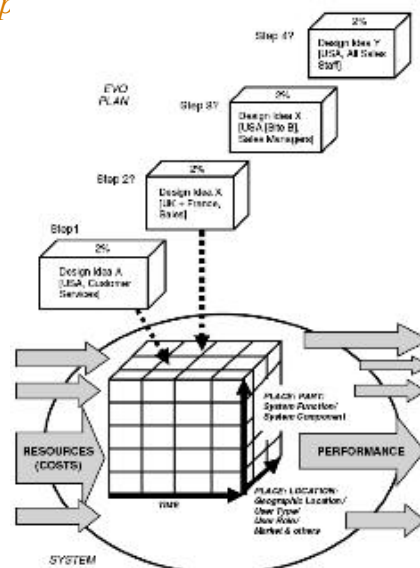 p
2%
Step 4?
Design Idea Y
[USA, All Sales
Staff]
EVO
PLAN
2%
Step 3?
Design Idea X
[USA [Site B],
Sales Managers]
2%
Step 2?
Design Idea X
[UK + France,
Sales]
Step1
2%
Design Idea A
[USA, Customer
Services]
PLACE: PART:
System Function/
System Component
RESOURCES
(COSTS)
PERFORMANCE
TIME
PLACE: LOCATION:
Geographic Location/
User Type/
User Role/
Market & others
SYSTEM